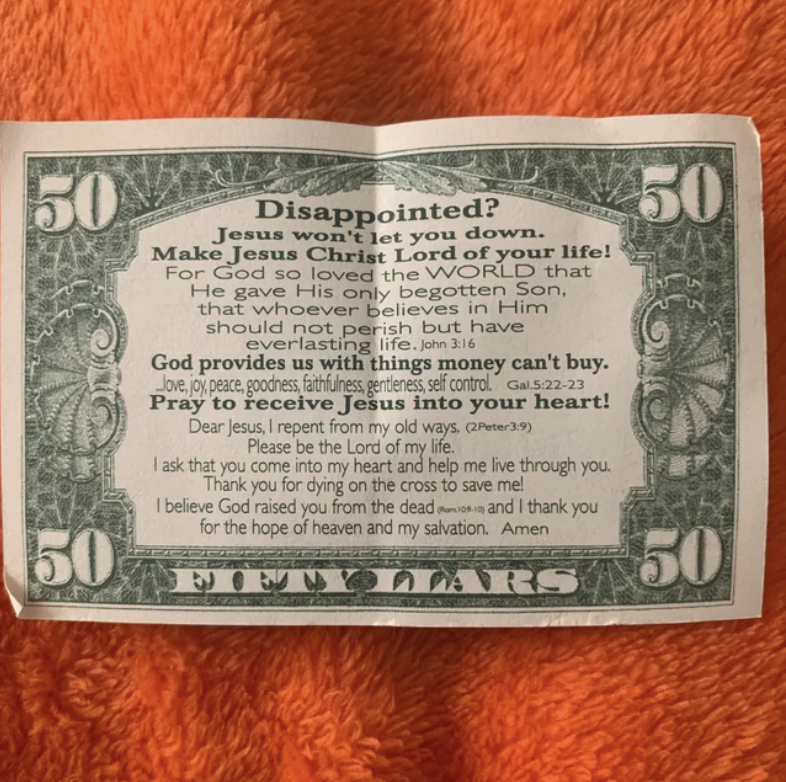 50 50
Disappointed?
Jesus won't let you down.
Make Jesus Christ Lord of your life!
For God so loved the WORLD that
He gave His only begotten Son,
that whoever believes in Him
should not perish but have
everlasting life. John 3:16
God provides us with things money can't buy.
...love, joy, peace, goodness, faithfulness, gentleness, self control. Gal.5:22-23
Pray to receive Jesus into your heart!
Dear Jesus, I repent from my old ways. (2Peter3:9)
Please be the Lord of my life.
I ask that you come into my heart and help me live through you.
Thank you for dying on the cross to save me!
I believe God raised you from the dead (Rom.10:9-10) and I thank you
for the hope of heaven and my salvation. Amen
50 50
FIFTY